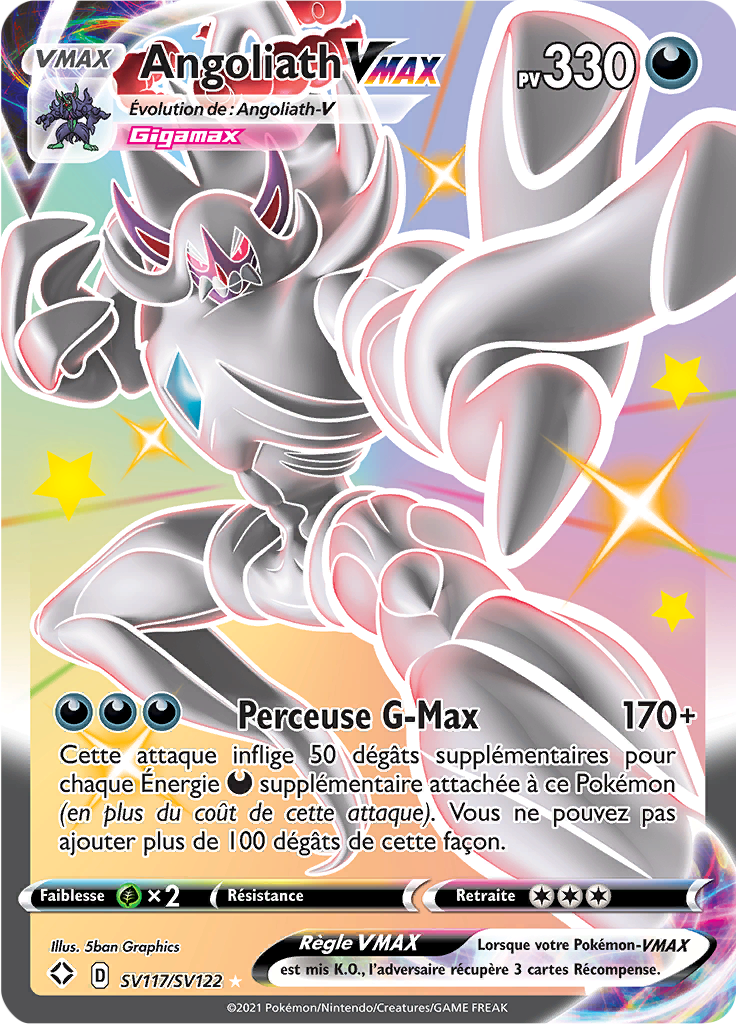 VMAX
Angoliath VMAX
PV 330
Évolution de : Angoliath-V
Gigamax
Perceuse G-Max 170+
Cette attaque inflige 50 dégâts supplémentaires pour
chaque Énergie supplémentaire attachée à ce Pokémon
(en plus du coût de cette attaque). Vous ne pouvez pas
ajouter plus de 100 dégâts de cette façon.
Faiblesse ×2 Résistance Retraite
Illus. 5ban Graphics
Règle VMAX Lorsque votre Pokémon-VMAX
est mis K.O., l'adversaire récupère 3 cartes Récompense.
D SV117/SV122
©2021 Pokémon/Nintendo/Creatures/GAME FREAK